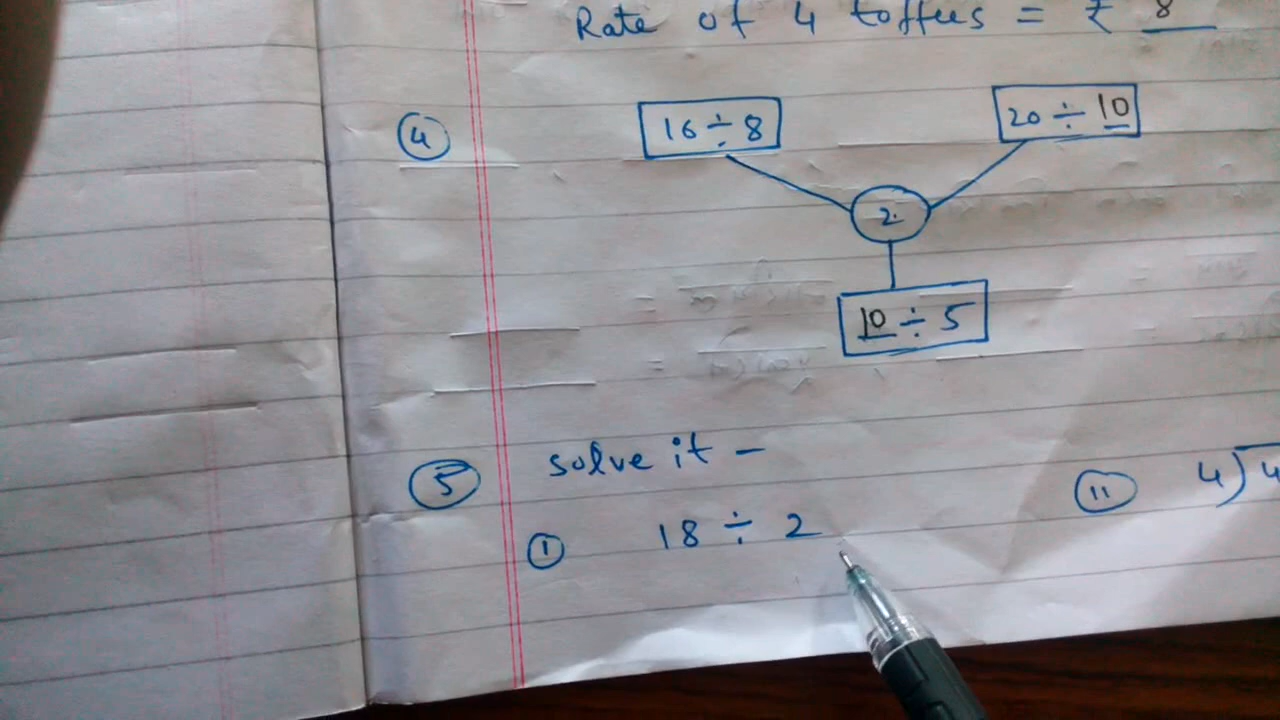 Rate of 4 toffees = ₹ 8
4
16 ÷ 8
20 ÷ 10
2
10 ÷ 5
5 solve it –
1 18 ÷ 2
11 4)4